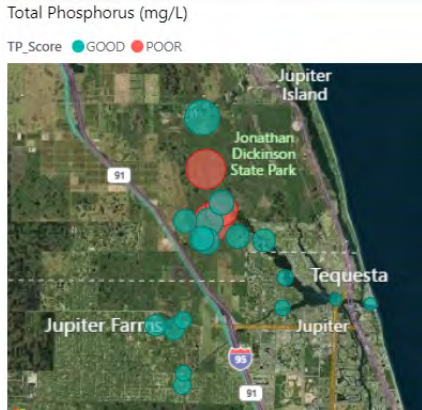 Total Phosphorus (mg/L)
TP_Score GOOD POOR
Jupiter
Island
Jonathan
Dickinson
State Park
91
Tequesta
Jupiter Farms
Jupiter
95
91